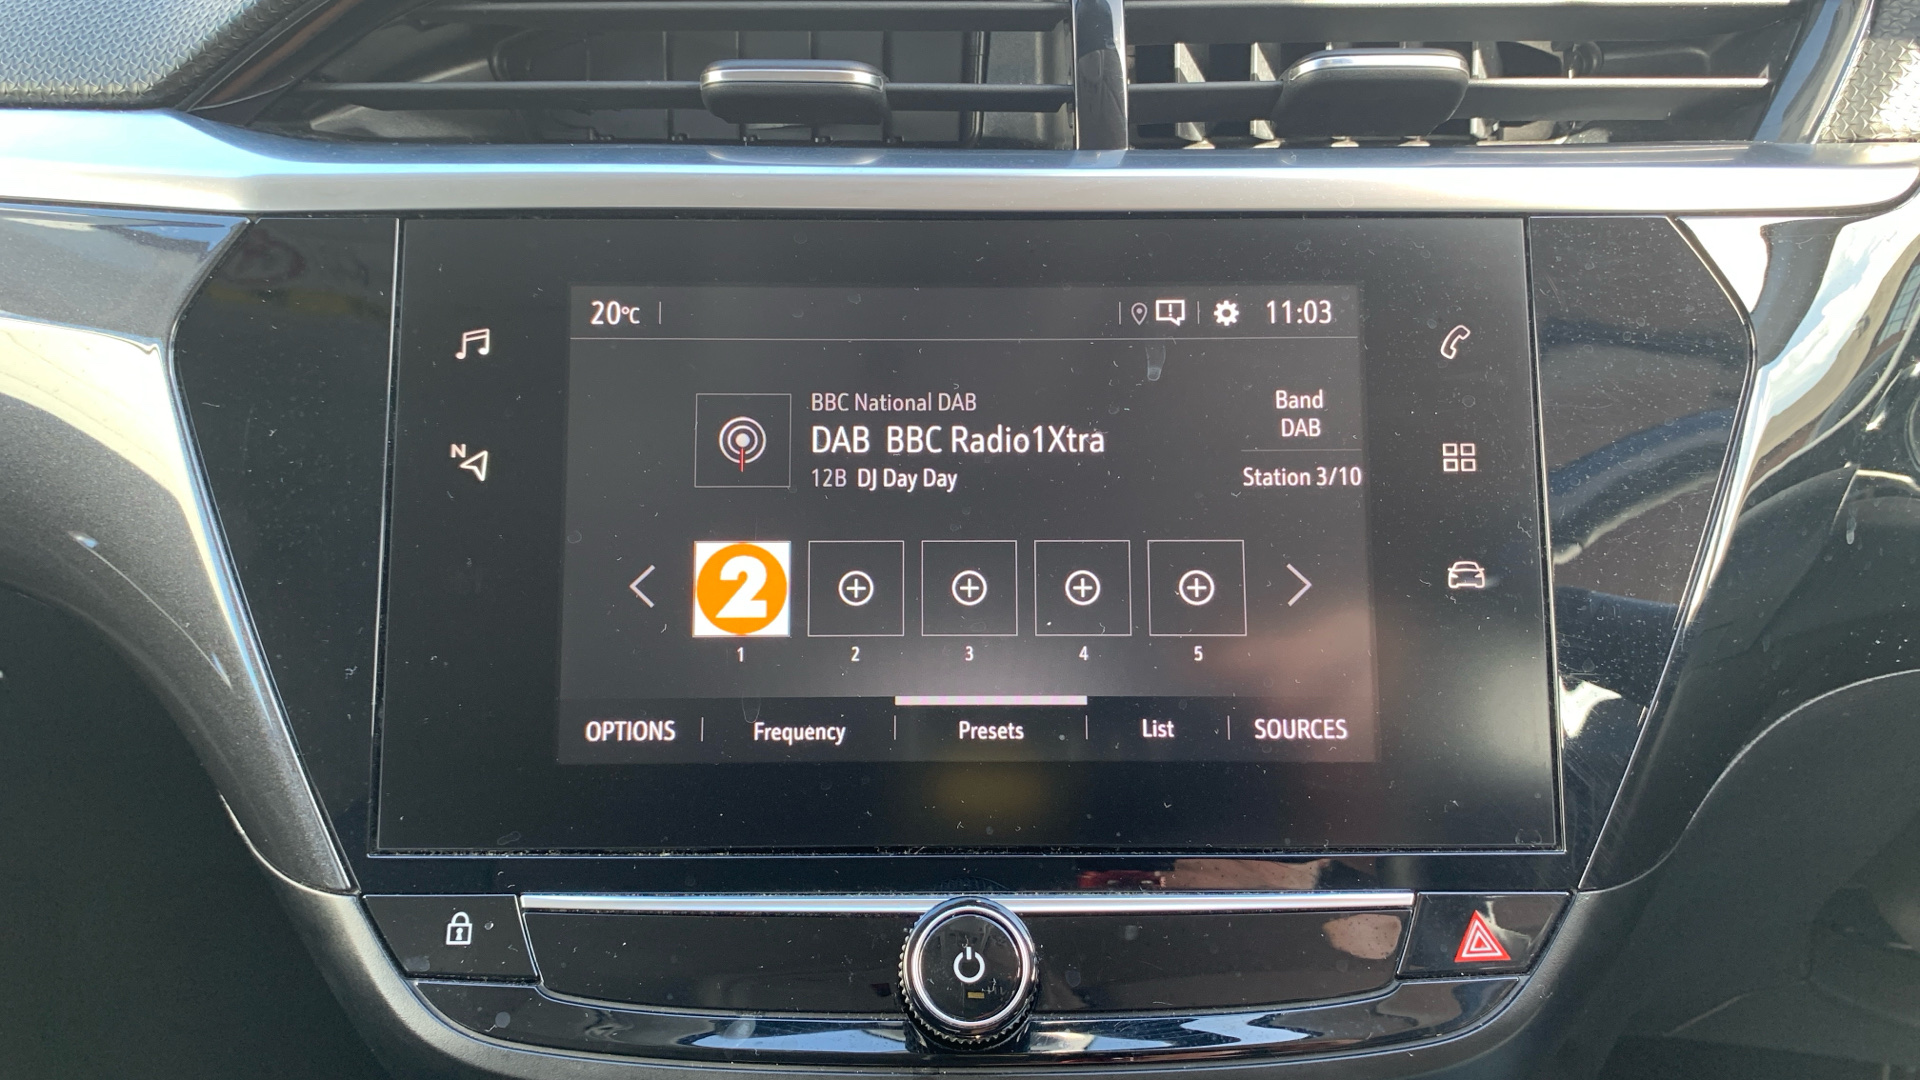 20°C
11:03
BBC National DAB
DAB BBC Radio1Xtra
12B DJ Day Day
Band
DAB
Station 3/10
N
2
1 2 3 4 5
OPTIONS Frequency Presets List SOURCES